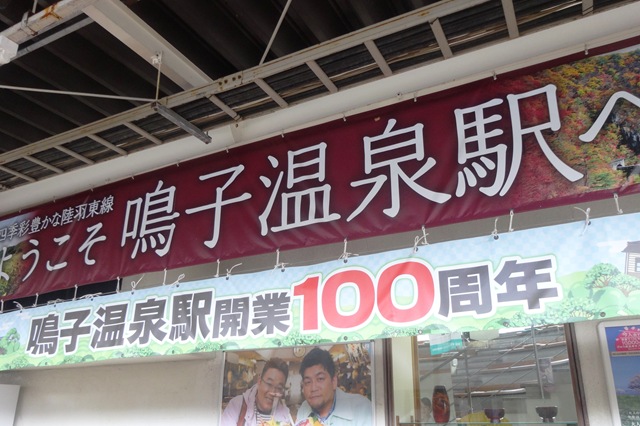 四季彩豊かな陸羽東線
ようこそ鳴子温泉駅へ
鳴子温泉駅開業100周年